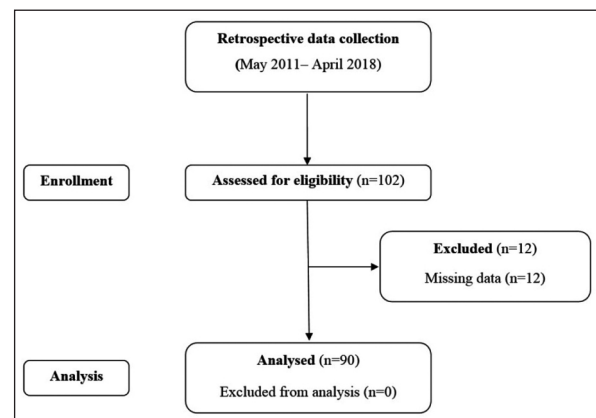 Retrospective data collection
(May 2011– April 2018)
Enrollment
Assessed for eligibility (n=102)
Excluded (n=12)
Missing data (n=12)
Analysis
Analysed (n=90)
Excluded from analysis (n=0)